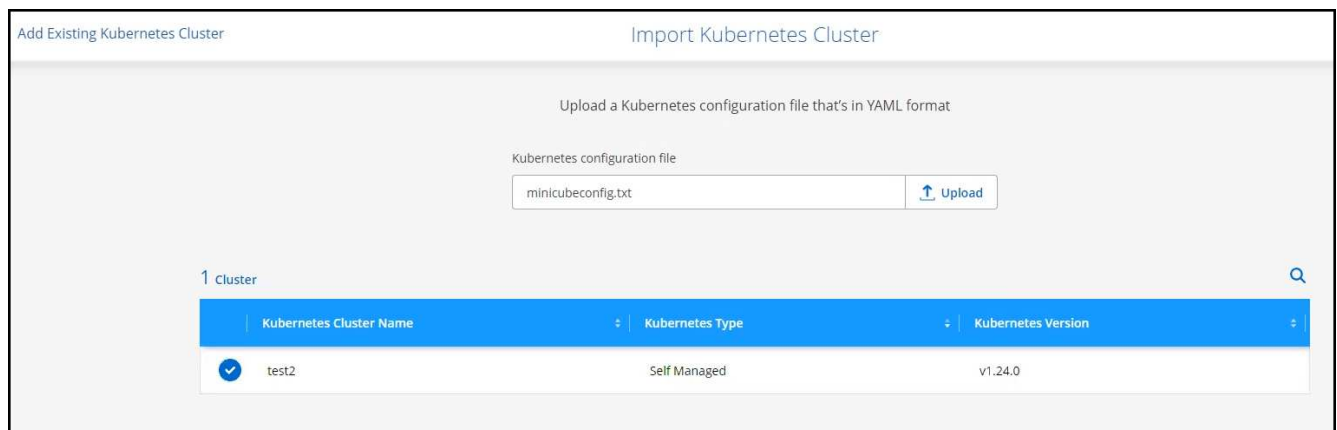 Add Existing Kubernetes Cluster
Import Kubernetes Cluster
Upload a Kubernetes configuration file that's in YAML format
Kubernetes configuration file
minicubeconfig.txt Upload
1 Cluster
Kubernetes Cluster Name Kubernetes Type Kubernetes Version
test2 Self Managed v1.24.0